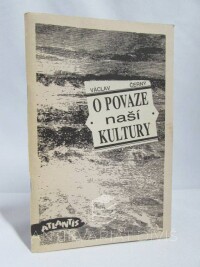 VÁCLAV ČERNÝ
O POVAZE
naší
KULTURY
ATLANTIS